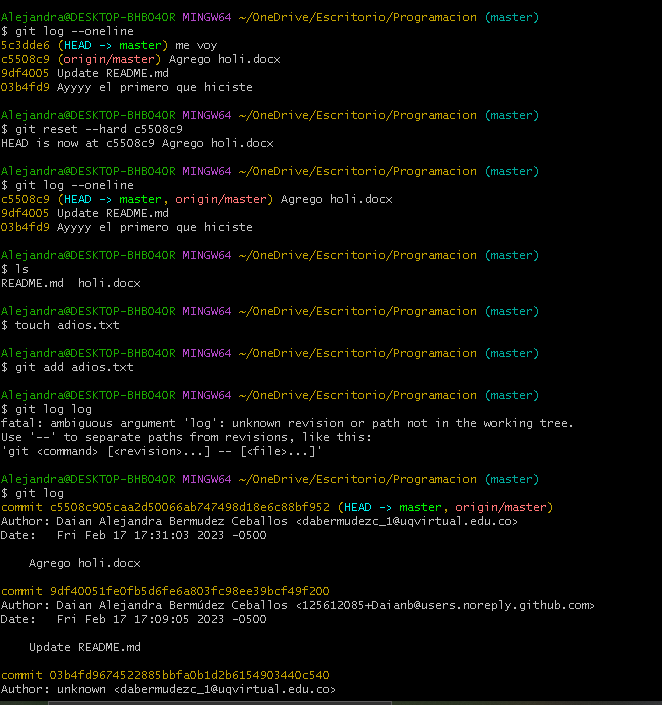 Alejandra@DESKTOP-BHBO4OR MINGW64 ~/OneDrive/Escritorio/Programacion (master)
$ git log --oneline
5c3dde6 (HEAD -> master) me voy
c5508c9 (origin/master) Agrego holi.docx
9df4005 Update README.md
03b4fd9 Ayyyy el primero que hiciste
Alejandra@DESKTOP-BHBO4OR MINGW64 ~/OneDrive/Escritorio/Programacion (master)
$ git reset --hard c5508c9
HEAD is now at c5508c9 Agrego holi.docx
Alejandra@DESKTOP-BHBO4OR MINGW64 ~/OneDrive/Escritorio/Programacion (master)
$ git log --oneline
c5508c9 (HEAD -> master, origin/master) Agrego holi.docx
9df4005 Update README.md
03b4fd9 Ayyyy el primero que hiciste
Alejandra@DESKTOP-BHBO4OR MINGW64 ~/OneDrive/Escritorio/Programacion (master)
$ ls
README.md  holi.docx
Alejandra@DESKTOP-BHBO4OR MINGW64 ~/OneDrive/Escritorio/Programacion (master)
$ touch adios.txt
Alejandra@DESKTOP-BHBO4OR MINGW64 ~/OneDrive/Escritorio/Programacion (master)
$ git add adios.txt
Alejandra@DESKTOP-BHBO4OR MINGW64 ~/OneDrive/Escritorio/Programacion (master)
$ git log log
fatal: ambiguous argument 'log': unknown revision or path not in the working tree.
Use '--' to separate paths from revisions, like this:
'git <command> [<revision>...] -- [<file>...]'
Alejandra@DESKTOP-BHBO4OR MINGW64 ~/OneDrive/Escritorio/Programacion (master)
$ git log
commit c5508c905caa2d50066ab747498d18e6c88bf952 (HEAD -> master, origin/master)
Author: Daian Alejandra Bermudez Ceballos <dabermudezc_1@uqvirtual.edu.co>
Date:   Fri Feb 17 17:31:03 2023 -0500
Agrego holi.docx
commit 9df40051fe0fb5d6fe6a803fc98ee39bcf49f200
Author: Daian Alejandra Bermúdez Ceballos <125612085+Daianb@users.noreply.github.com>
Date:   Fri Feb 17 17:09:05 2023 -0500
Update README.md
commit 03b4fd9674522885bbfa0b1d2b6154903440c540
Author: unknown <dabermudezc_1@uqvirtual.edu.co>